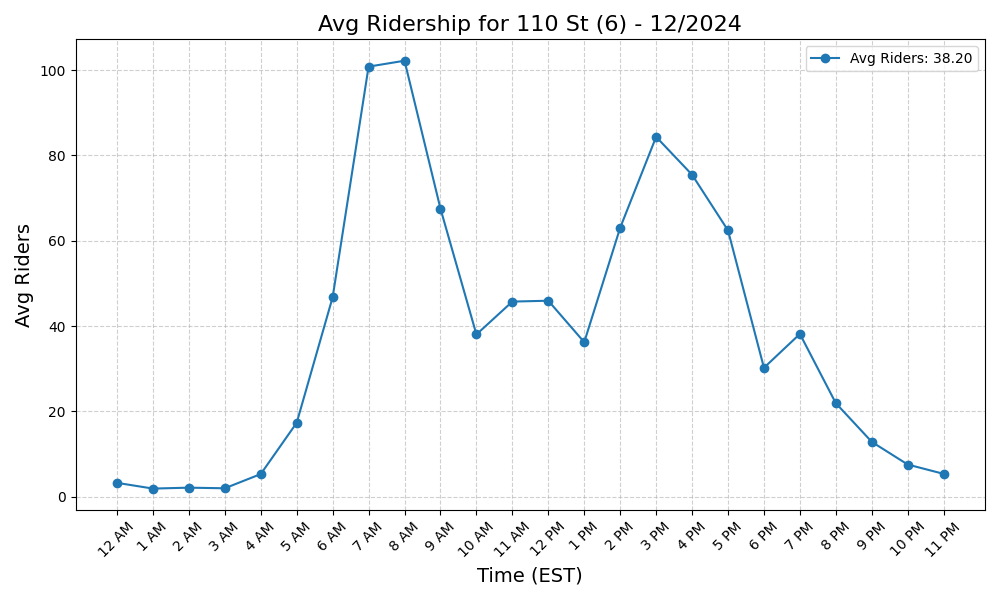 Avg Ridership for 110 St (6) - 12/2024
Avg Riders: 38.20
Avg Riders
100
80
60
40
20
0
12 AM
1 AM
2 AM
3 AM
4 AM
5 AM
6 AM
7 AM
8 AM
9 AM
10 AM
11 AM
12 PM
1 PM
2 PM
3 PM
4 PM
5 PM
6 PM
7 PM
8 PM
9 PM
10 PM
11 PM
Time (EST)